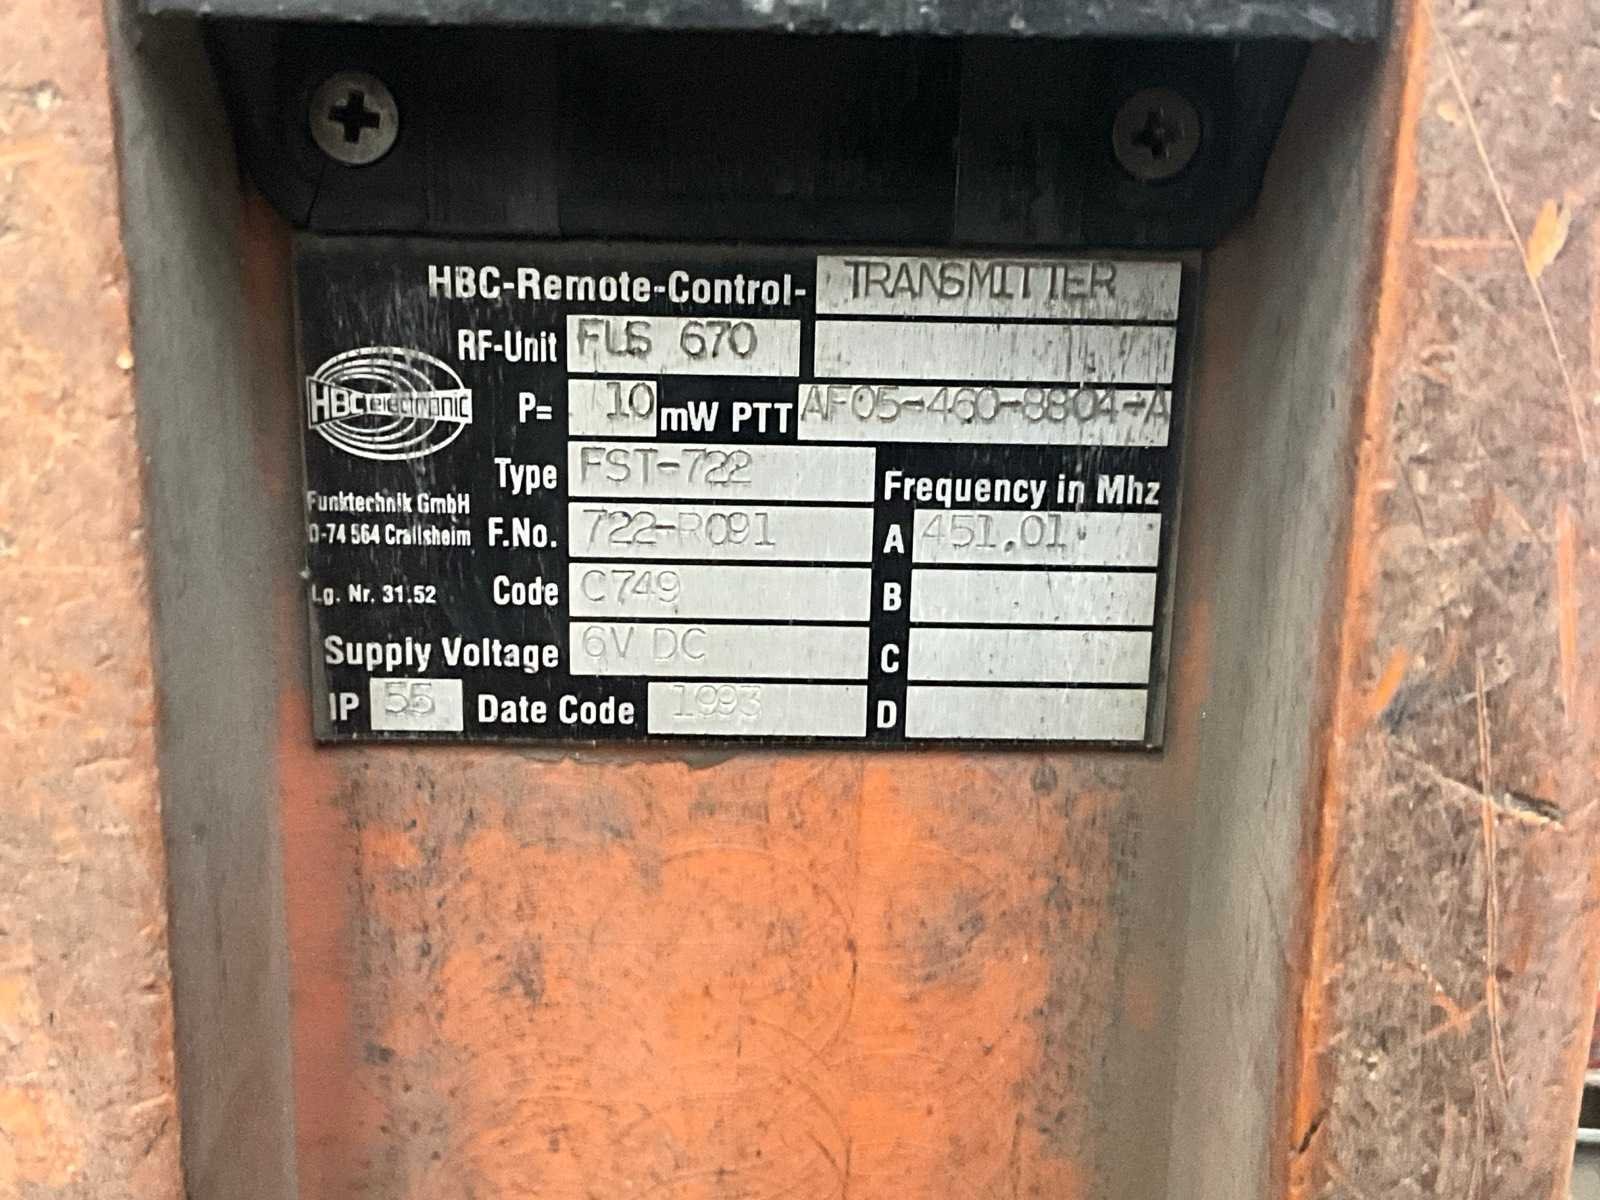 HBC-Remote-Control- TRANSMITTER
RF-Unit FUS 670
HBC electronic
P= 10 mW PTT AF05-460-8804-A
Type FST-722
Frequency in Mhz
Funktechnik GmbH
D-74 564 Crailsheim
F.No. 722-R091
A 451,01
Lg. Nr. 31.52
Code C749
B
Supply Voltage 6V DC
C
IP 55 Date Code 1993
D